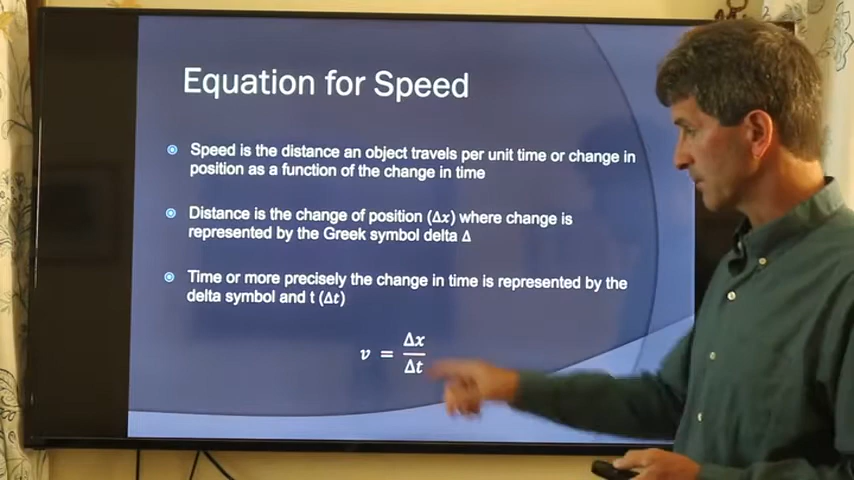 Equation for Speed
Speed is the distance an object travels per unit time or change in
position as a function of the change in time
Distance is the change of position (Δx) where change is
represented by the Greek symbol delta Δ
Time or more precisely the change in time is represented by the
delta symbol and t (Δt)
v = Δx/Δt